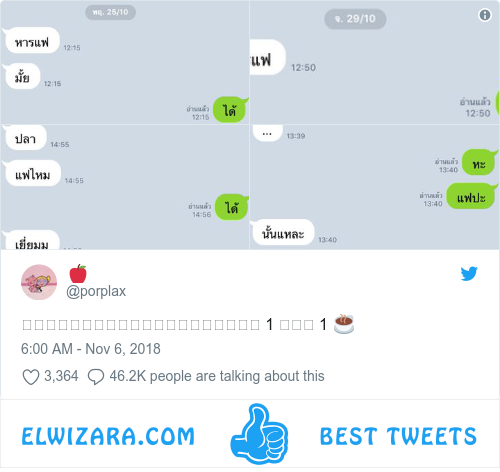 พฤ. 25/10
หารแฟ
12:15
มั้ย
12:15
อ่านแล้ว
12:15
ได้
จ. 29/10
แฟ
12:50
อ่านแล้ว
12:50
ปลา
14:55
แฟไหม
14:55
อ่านแล้ว
14:56
ได้
เยี่ยมม
...
13:39
อ่านแล้ว
13:40
หะ
อ่านแล้ว
13:40
แฟปะ
นั้นแหละ
13:40
@porplax
1 1
6:00 AM - Nov 6, 2018
3,364 46.2K people are talking about this
ELWIZARA.COM BEST TWEETS